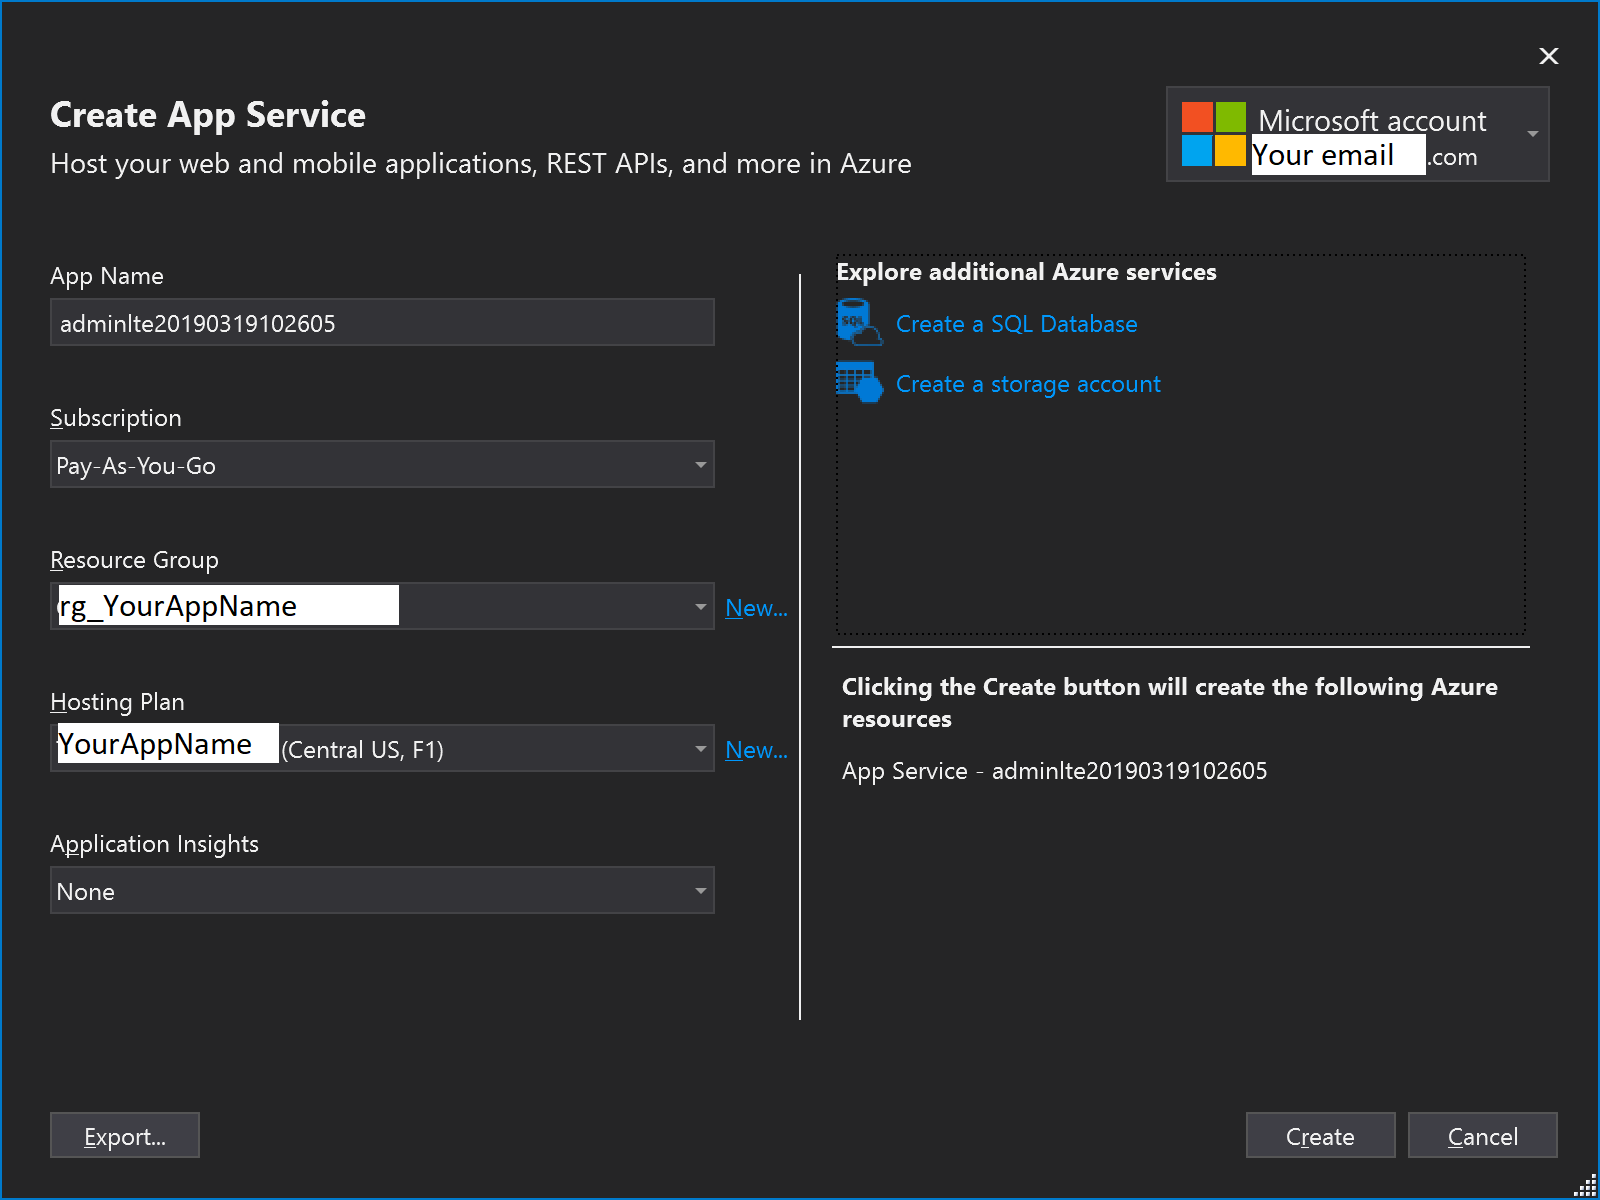 Create App Service
Host your web and mobile applications, REST APIs, and more in Azure
Microsoft account
Your email .com
App Name
adminlte20190319102605
Subscription
Pay-As-You-Go
Resource Group
rg_YourAppName
New...
Hosting Plan
YourAppName (Central US, F1)
New...
Application Insights
None
Explore additional Azure services
SQL
Create a SQL Database
Create a storage account
Clicking the Create button will create the following Azure
resources
App Service - adminlte20190319102605
Export...
Create
Cancel